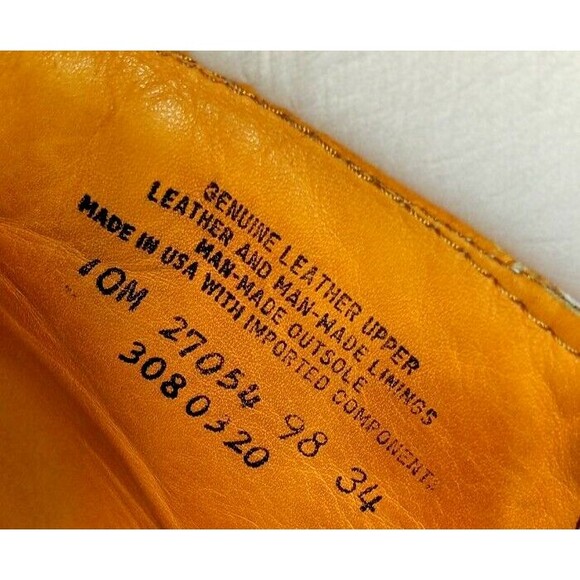 GENUINE LEATHER UPPER
LEATHER AND MAN-MADE LININGS
MAN-MADE OUTSOLE
MADE IN USA WITH IMPORTED COMPONENTS
10M 27054 98 34
3080320